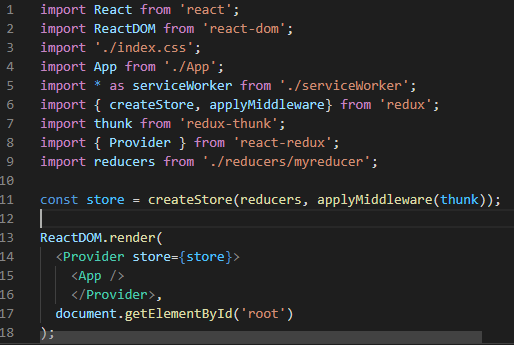 1 import React from 'react';
2 import ReactDOM from 'react-dom';
3 import './index.css';
4 import App from './App';
5 import * as serviceWorker from './serviceWorker';
6 import { createStore, applyMiddleware} from 'redux';
7 import thunk from 'redux-thunk';
8 import { Provider } from 'react-redux';
9 import reducers from './reducers/myreducer';
10
11 const store = createStore(reducers, applyMiddleware(thunk));
12
13 ReactDOM.render(
14   <Provider store={store}>
15     <App />
16     </Provider>,
17   document.getElementById('root')
18 );